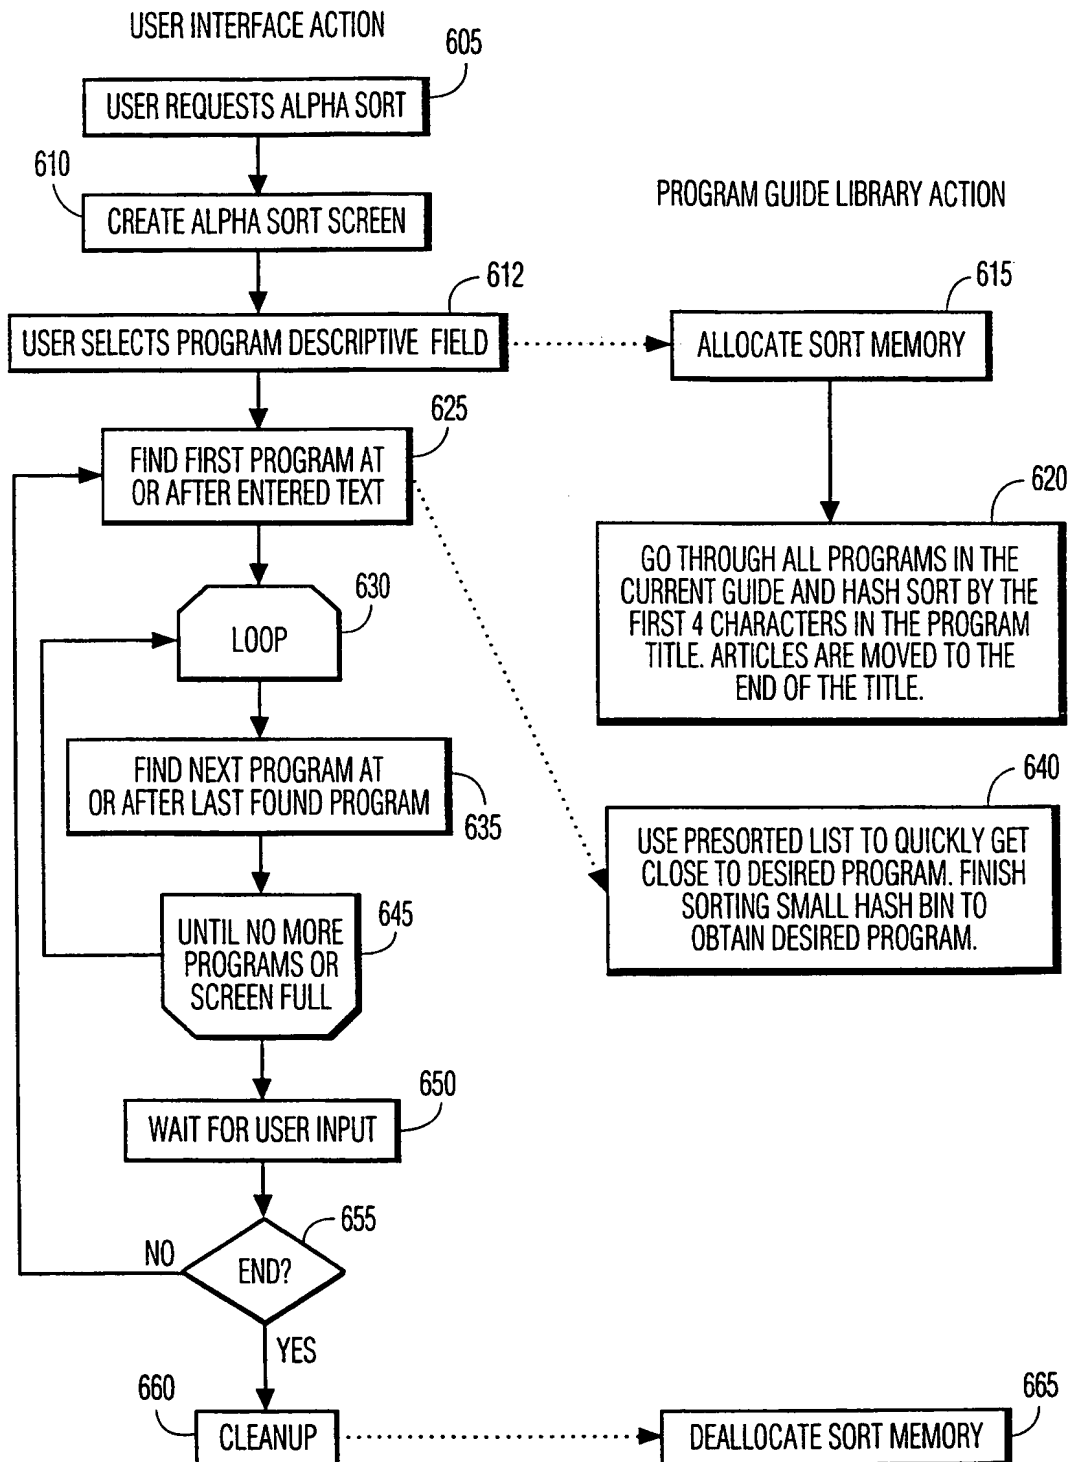 USER INTERFACE ACTION
605
USER REQUESTS ALPHA SORT
610
CREATE ALPHA SORT SCREEN
PROGRAM GUIDE LIBRARY ACTION
612
USER SELECTS PROGRAM DESCRIPTIVE FIELD
615
ALLOCATE SORT MEMORY
625
FIND FIRST PROGRAM AT
OR AFTER ENTERED TEXT
620
GO THROUGH ALL PROGRAMS IN THE
CURRENT GUIDE AND HASH SORT BY THE
FIRST 4 CHARACTERS IN THE PROGRAM
TITLE. ARTICLES ARE MOVED TO THE
END OF THE TITLE.
630
LOOP
FIND NEXT PROGRAM AT
OR AFTER LAST FOUND PROGRAM
635
640
USE PRESORTED LIST TO QUICKLY GET
CLOSE TO DESIRED PROGRAM. FINISH
SORTING SMALL HASH BIN TO
OBTAIN DESIRED PROGRAM.
645
UNTIL NO MORE
PROGRAMS OR
SCREEN FULL
650
WAIT FOR USER INPUT
655
NO
END?
YES
660
CLEANUP
665
DEALLOCATE SORT MEMORY